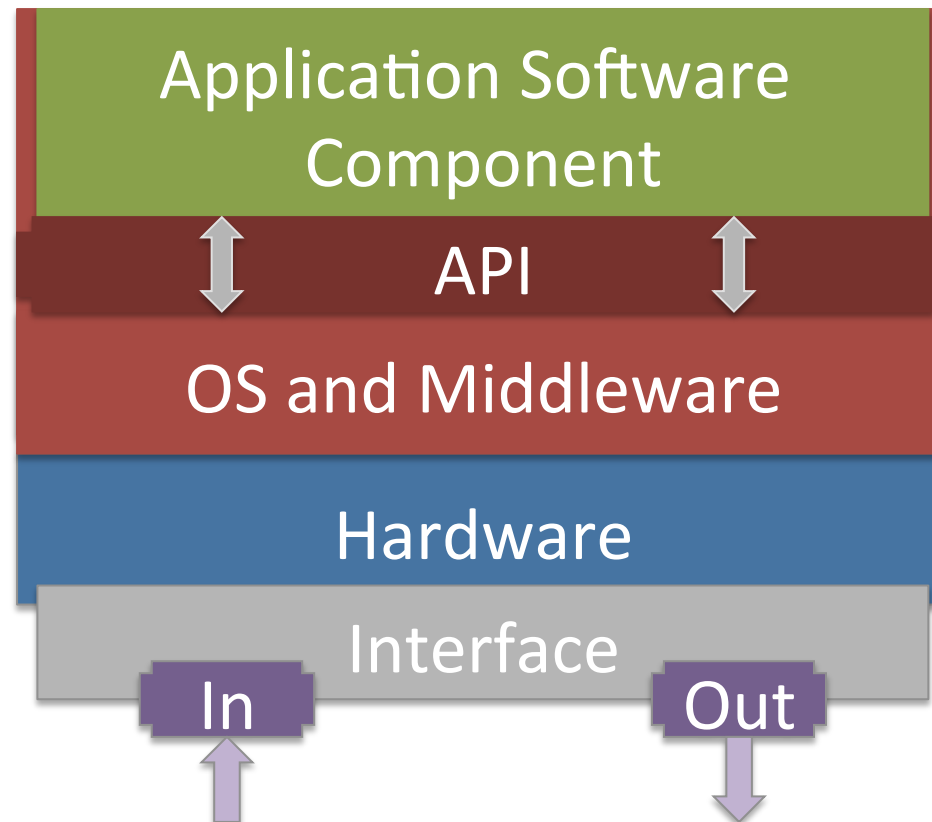 Application Software
Component
API
OS and Middleware
Hardware
Interface
In
Out